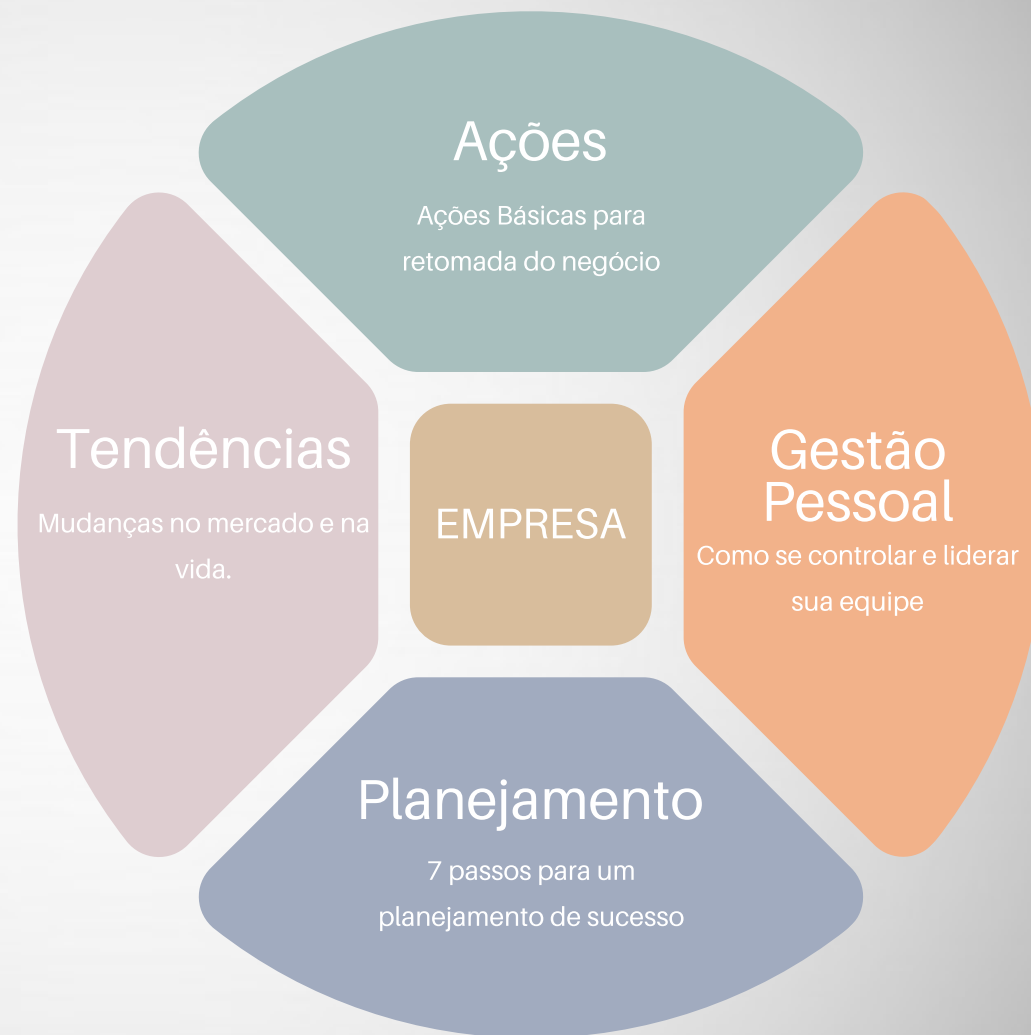 Ações
Ações Básicas para
retomada do negócio
Tendências
Mudanças no mercado e na
vida.
EMPRESA
Gestão
Pessoal
Como se controlar e liderar
sua equipe
Planejamento
7 passos para um
planejamento de sucesso